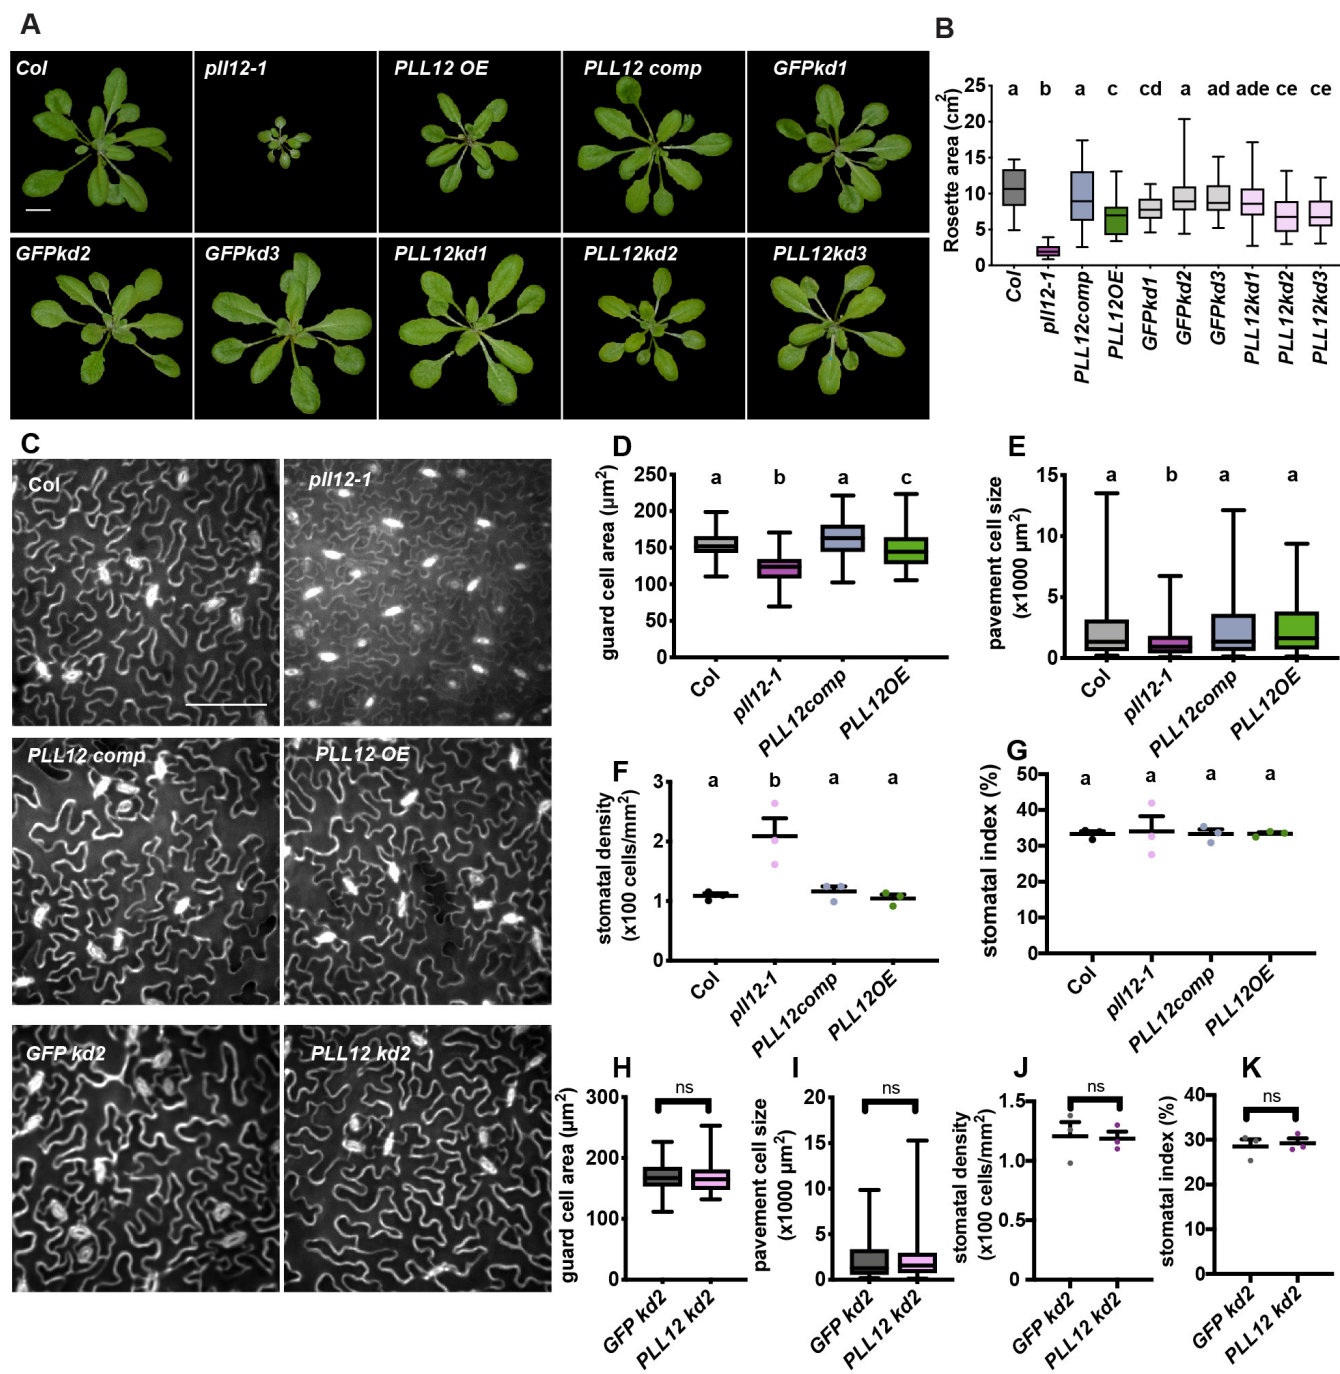 A
Col
pll12-1
PLL12 OE
PLL12 comp
GFPkd1
GFPkd2
GFPkd3
PLL12kd1
PLL12kd2
PLL12kd3
B
Rosette area (cm2)
25
20
15
10
5
0
a b a c cd a ad ade ce ce
Col
pll12-1
PLL12comp
PLL12OE
GFPkd1
GFPkd2
GFPkd3
PLL12kd1
PLL12kd2
PLL12kd3
C
Col
pll12-1
PLL12 comp
PLL12 OE
GFP kd2
PLL12 kd2
D
guard cell area (µm2)
250
200
150
100
50
0
a b a c
Col
pll12-1
PLL12comp
PLL12OE
E
pavement cell size
(x1000 µm2)
15
10
5
0
a b a a
Col
pll12-1
PLL12comp
PLL12OE
F
stomatal density
(x100 cells/mm2)
3
2
1
0
a b a a
Col
pll12-1
PLL12comp
PLL12OE
G
stomatal index (%)
50
40
30
20
10
0
a a a a
Col
pll12-1
PLL12comp
PLL12OE
H
guard cell area (µm2)
300
200
100
0
ns
GFP kd2
PLL12 kd2
I
pavement cell size
(x1000 µm2)
20
15
10
5
0
ns
GFP kd2
PLL12 kd2
J
stomatal density
(x100 cells/mm2)
1.5
1.0
0.5
0
ns
GFP kd2
PLL12 kd2
K
stomatal index (%)
40
30
20
10
0
ns
GFP kd2
PLL12 kd2